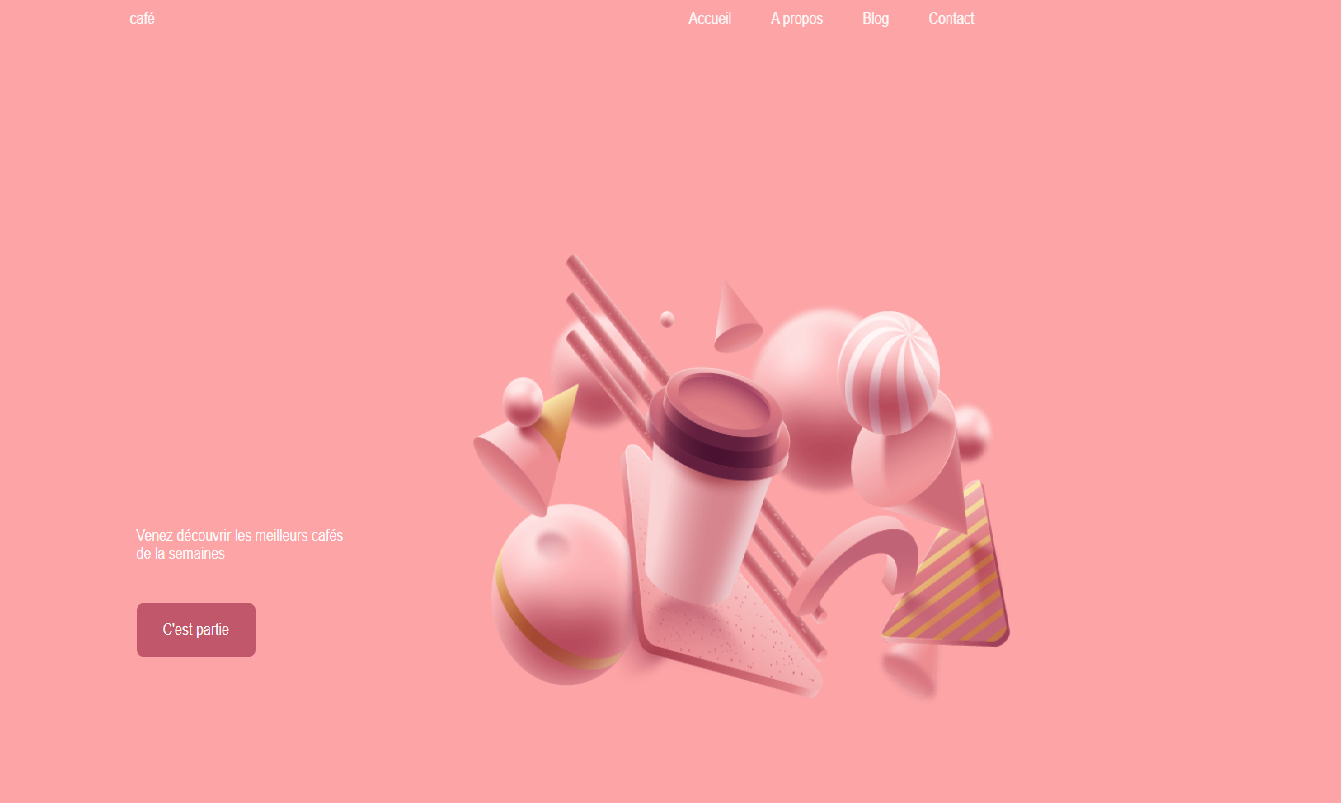 café
Accueil
A propos
Blog
Contact
Venez découvrir les meilleurs cafés
de la semaines
C'est partie